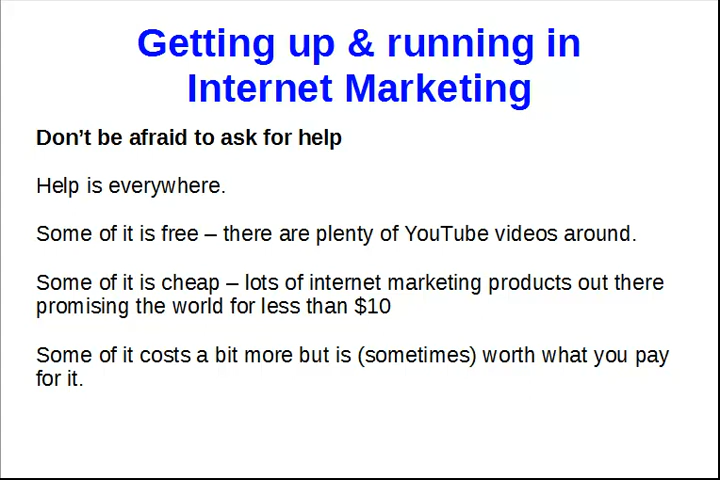 Getting up & running in
Internet Marketing
Don’t be afraid to ask for help
Help is everywhere.
Some of it is free – there are plenty of YouTube videos around.
Some of it is cheap – lots of internet marketing products out there
promising the world for less than $10
Some of it costs a bit more but is (sometimes) worth what you pay
for it.